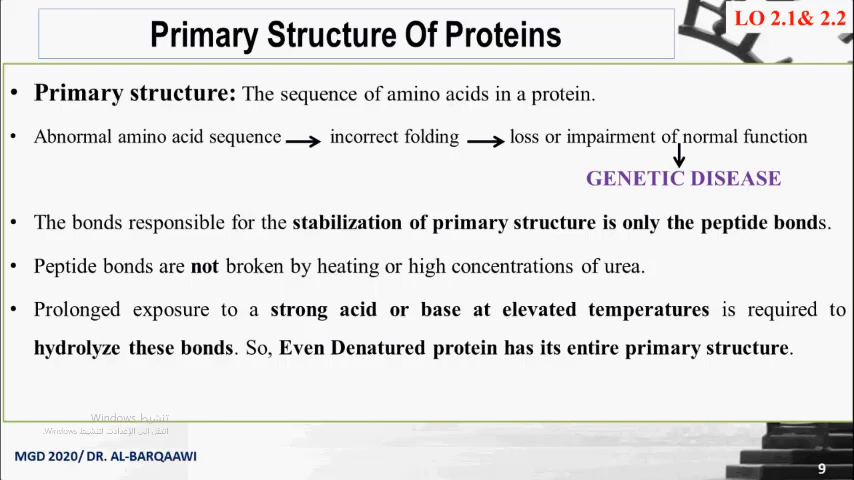 LO 2.1& 2.2
Primary Structure Of Proteins
• Primary structure: The sequence of amino acids in a protein.
• Abnormal amino acid sequence → incorrect folding → loss or impairment of normal function
↓
GENETIC DISEASE
• The bonds responsible for the stabilization of primary structure is only the peptide bonds.
• Peptide bonds are not broken by heating or high concentrations of urea.
• Prolonged exposure to a strong acid or base at elevated temperatures is required to
hydrolyze these bonds. So, Even Denatured protein has its entire primary structure.
تنشيط Windows
انتقل إلى الإعدادات لتنشيط Windows.
MGD 2020/ DR. AL-BARQAAWI
9